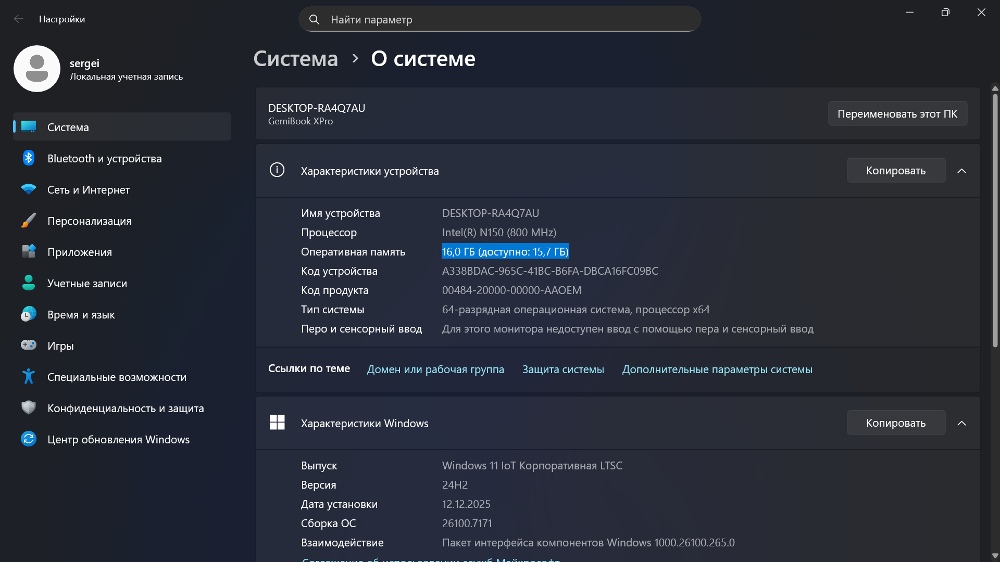 Настройки
Найти параметр
sergei
Локальная учетная запись
Система
Bluetooth и устройства
Сеть и Интернет
Персонализация
Приложения
Учетные записи
Время и язык
Игры
Специальные возможности
Конфиденциальность и защита
Центр обновления Windows
Система › О системе
DESKTOP-RA4Q7AU
GemiBook XPro
Переименовать этот ПК
Характеристики устройства
Копировать
Имя устройства DESKTOP-RA4Q7AU
Процессор Intel(R) N150 (800 MHz)
Оперативная память 16,0 ГБ (доступно: 15,7 ГБ)
Код устройства A338BDAC-965C-41BC-B6FA-DBCA16FC09BC
Код продукта 00484-20000-00000-AAOEM
Тип системы 64-разрядная операционная система, процессор x64
Перо и сенсорный ввод Для этого монитора недоступен ввод с помощью пера и сенсорный ввод
Ссылки по теме Домен или рабочая группа Защита системы Дополнительные параметры системы
Характеристики Windows
Копировать
Выпуск Windows 11 IoT Корпоративная LTSC
Версия 24H2
Дата установки 12.12.2025
Сборка ОС 26100.7171
Взаимодействие Пакет интерфейса компонентов Windows 1000.26100.265.0
Соглашение об использовании служб Майкрософт